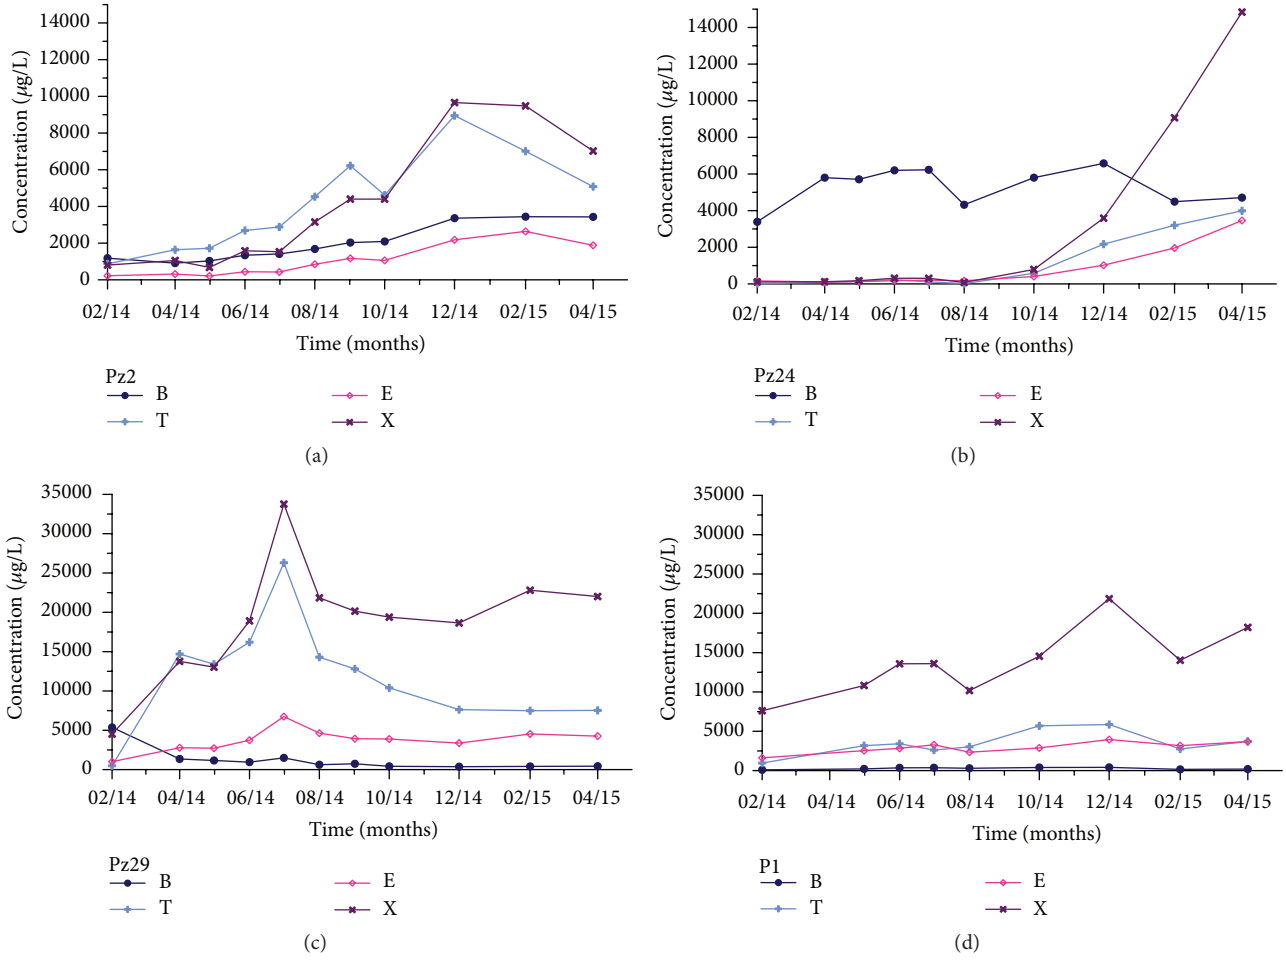 14000
12000
10000
8000
6000
4000
2000
0
Concentration (µg/L)
02/14 04/14 06/14 08/14 10/14 12/14 02/15 04/15
Time (months)
Pz2
B E
T X
(a)
14000
12000
10000
8000
6000
4000
2000
0
Concentration (µg/L)
02/14 04/14 06/14 08/14 10/14 12/14 02/15 04/15
Time (months)
Pz24
B E
T X
(b)
35000
30000
25000
20000
15000
10000
5000
0
Concentration (µg/L)
02/14 04/14 06/14 08/14 10/14 12/14 02/15 04/15
Time (months)
Pz29
B E
T X
(c)
35000
30000
25000
20000
15000
10000
5000
0
Concentration (µg/L)
02/14 04/14 06/14 08/14 10/14 12/14 02/15 04/15
Time (months)
P1
B E
T X
(d)